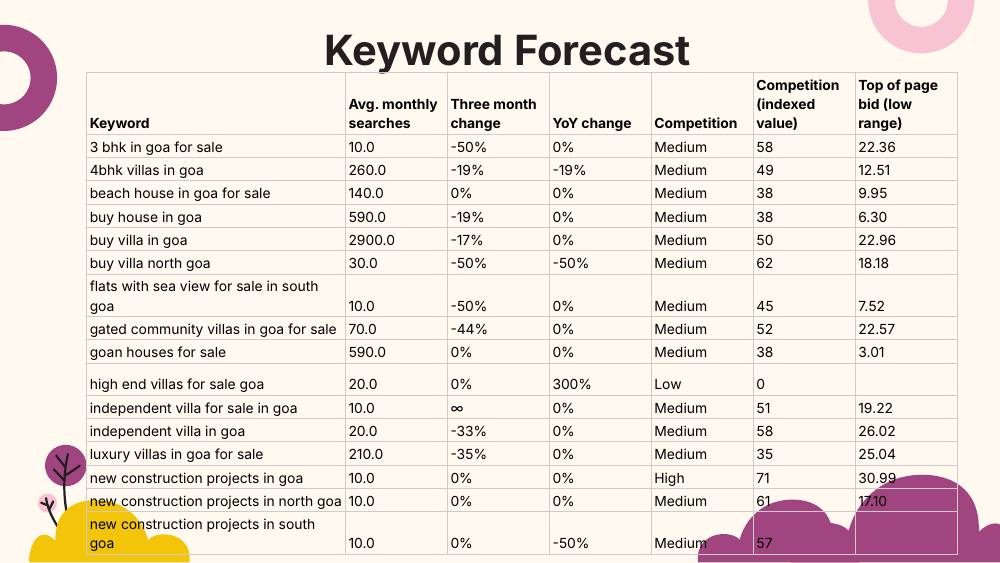 Keyword Forecast
Keyword Avg. monthly searches Three month change YoY change Competition Competition (indexed value) Top of page bid (low range)
3 bhk in goa for sale 10.0 -50% 0% Medium 58 22.36
4bhk villas in goa 260.0 -19% -19% Medium 49 12.51
beach house in goa for sale 140.0 0% 0% Medium 38 9.95
buy house in goa 590.0 -19% 0% Medium 38 6.30
buy villa in goa 2900.0 -17% 0% Medium 50 22.96
buy villa north goa 30.0 -50% -50% Medium 62 18.18
flats with sea view for sale in south goa 10.0 -50% 0% Medium 45 7.52
gated community villas in goa for sale 70.0 -44% 0% Medium 52 22.57
goan houses for sale 590.0 0% 0% Medium 38 3.01
high end villas for sale goa 20.0 0% 300% Low 0
independent villa for sale in goa 10.0 ∞ 0% Medium 51 19.22
independent villa in goa 20.0 -33% 0% Medium 58 26.02
luxury villas in goa for sale 210.0 -35% 0% Medium 35 25.04
new construction projects in goa 10.0 0% 0% High 71 30.99
new construction projects in north goa 10.0 0% 0% Medium 61 17.10
new construction projects in south goa 10.0 0% -50% Medium 57